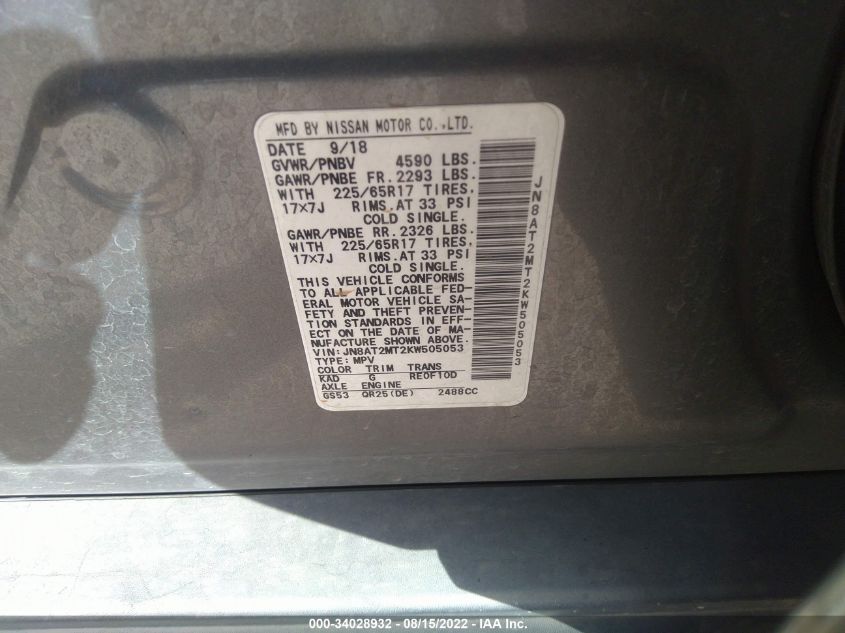 MFD BY NISSAN MOTOR CO.,LTD.
DATE 9/18
GVWR/PNBV 4590 LBS.
GAWR/PNBE FR. 2293 LBS.
WITH 225/65R17 TIRES,
17×7J RIMS.AT 33 PSI
COLD SINGLE.
GAWR/PNBE RR. 2326 LBS.
WITH 225/65R17 TIRES,
17×7J RIMS.AT 33 PSI
COLD SINGLE.
THIS VEHICLE CONFORMS
TO ALL APPLICABLE FED-
ERAL MOTOR VEHICLE SA-
FETY AND THEFT PREVEN-
TION STANDARDS IN EFF-
ECT ON THE DATE OF MA-
NUFACTURE SHOWN ABOVE.
VIN: JN8AT2MT2KW505053
TYPE: MPV
COLOR TRIM TRANS
KAD G RE0F10D
AXLE ENGINE
GS53 QR25(DE) 2488CC
JN8AT2MT2KW505053
000-34028932 - 08/15/2022 - IAA Inc.